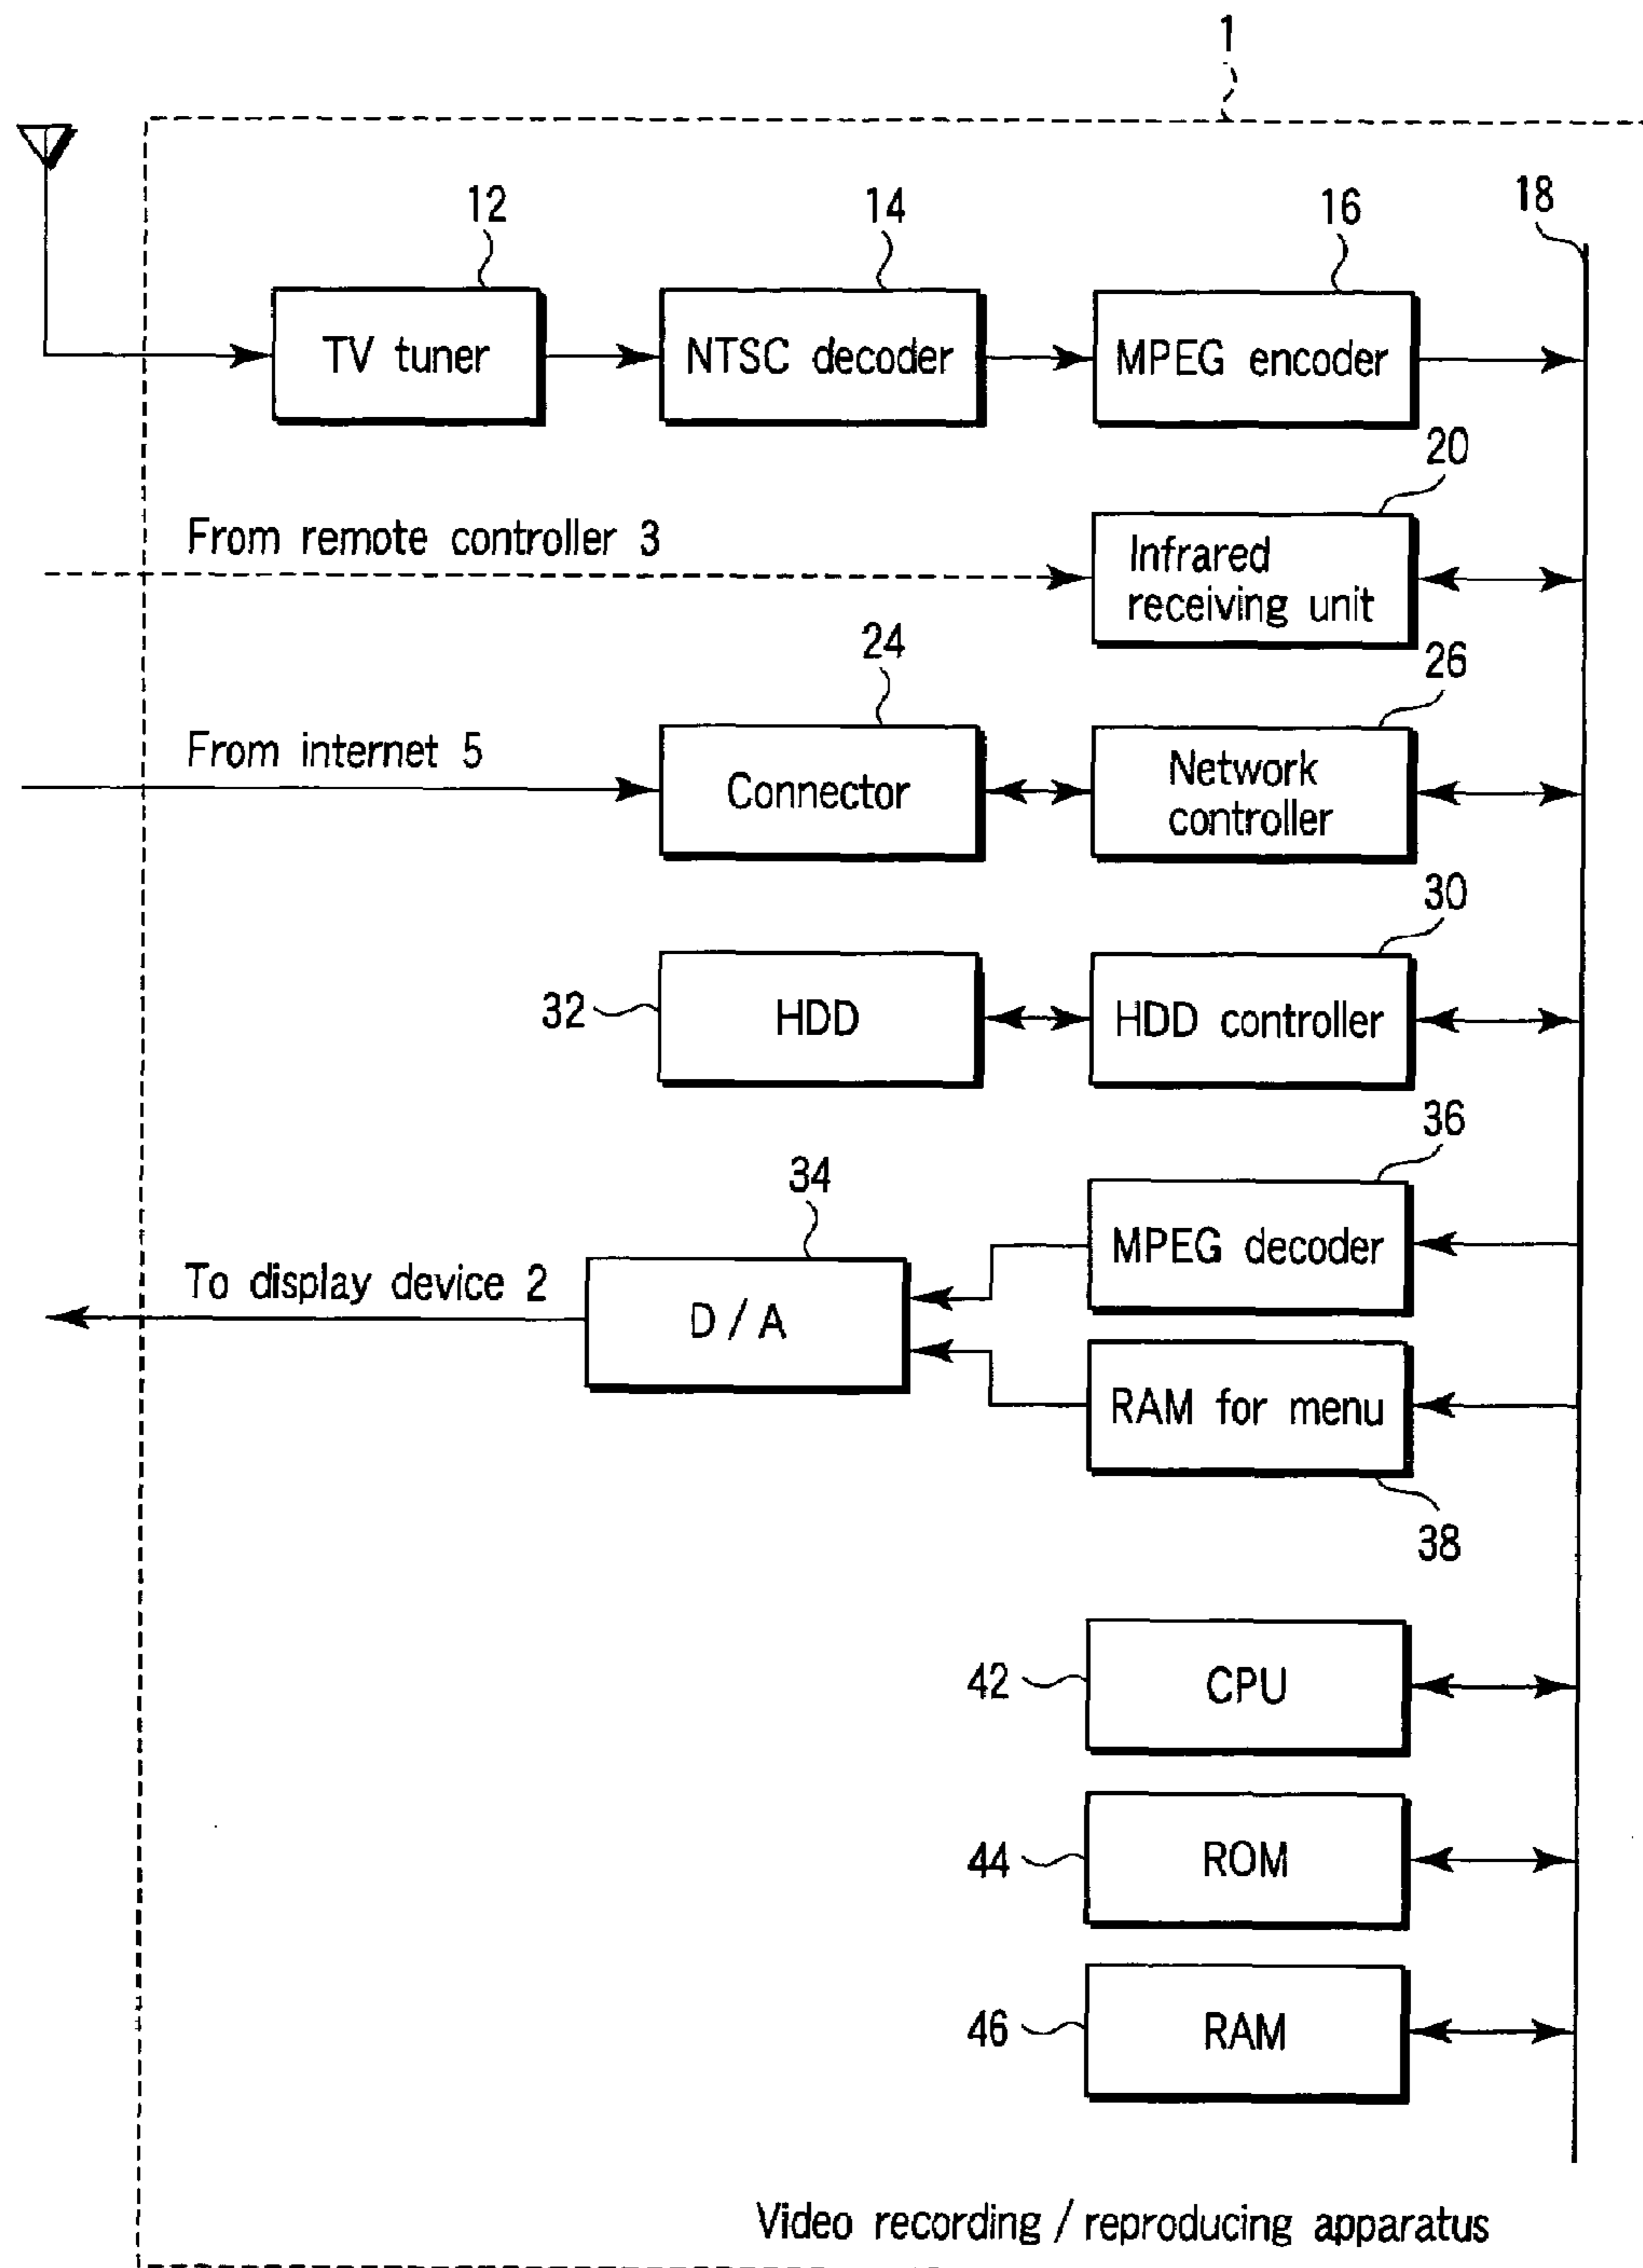 1
12
14
16
18
TV tuner
NTSC decoder
MPEG encoder
20
From remote controller 3
Infrared
receiving unit
24
26
From internet 5
Connector
Network
controller
30
32
HDD
HDD controller
36
34
MPEG decoder
To display device 2
D / A
RAM for menu
38
42
CPU
44
ROM
46
RAM
Video recording / reproducing apparatus